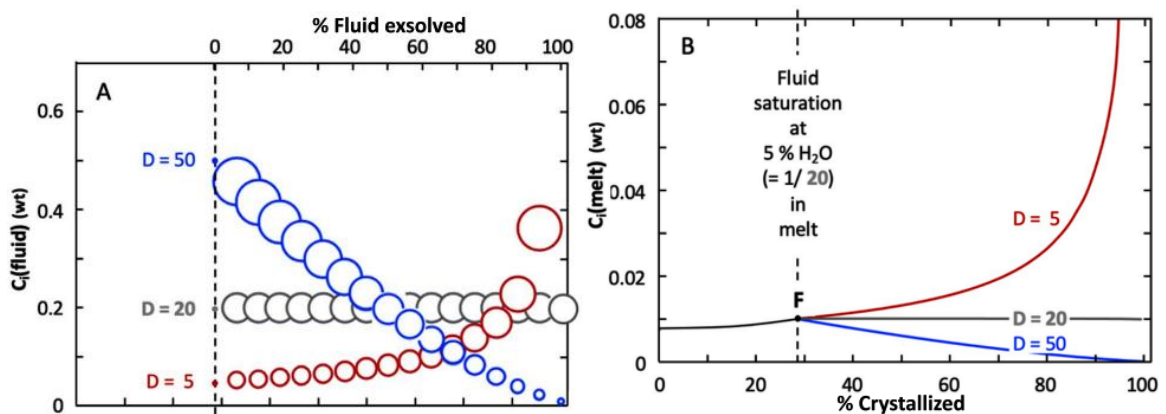 % Fluid exsolved
0 20 40 60 80 100
A
0.6
0.4
0.2
0
D = 50
D = 20
D = 5
Cᵢ(fluid) (wt)
B
0.08
0.06
0.04
0.02
0
Cᵢ(melt) (wt)
Fluid
saturation
at
5 % H₂O
(= 1/ 20)
in
melt
F
D = 5
D = 20
D = 50
0 20 40 60 80 100
% Crystallized